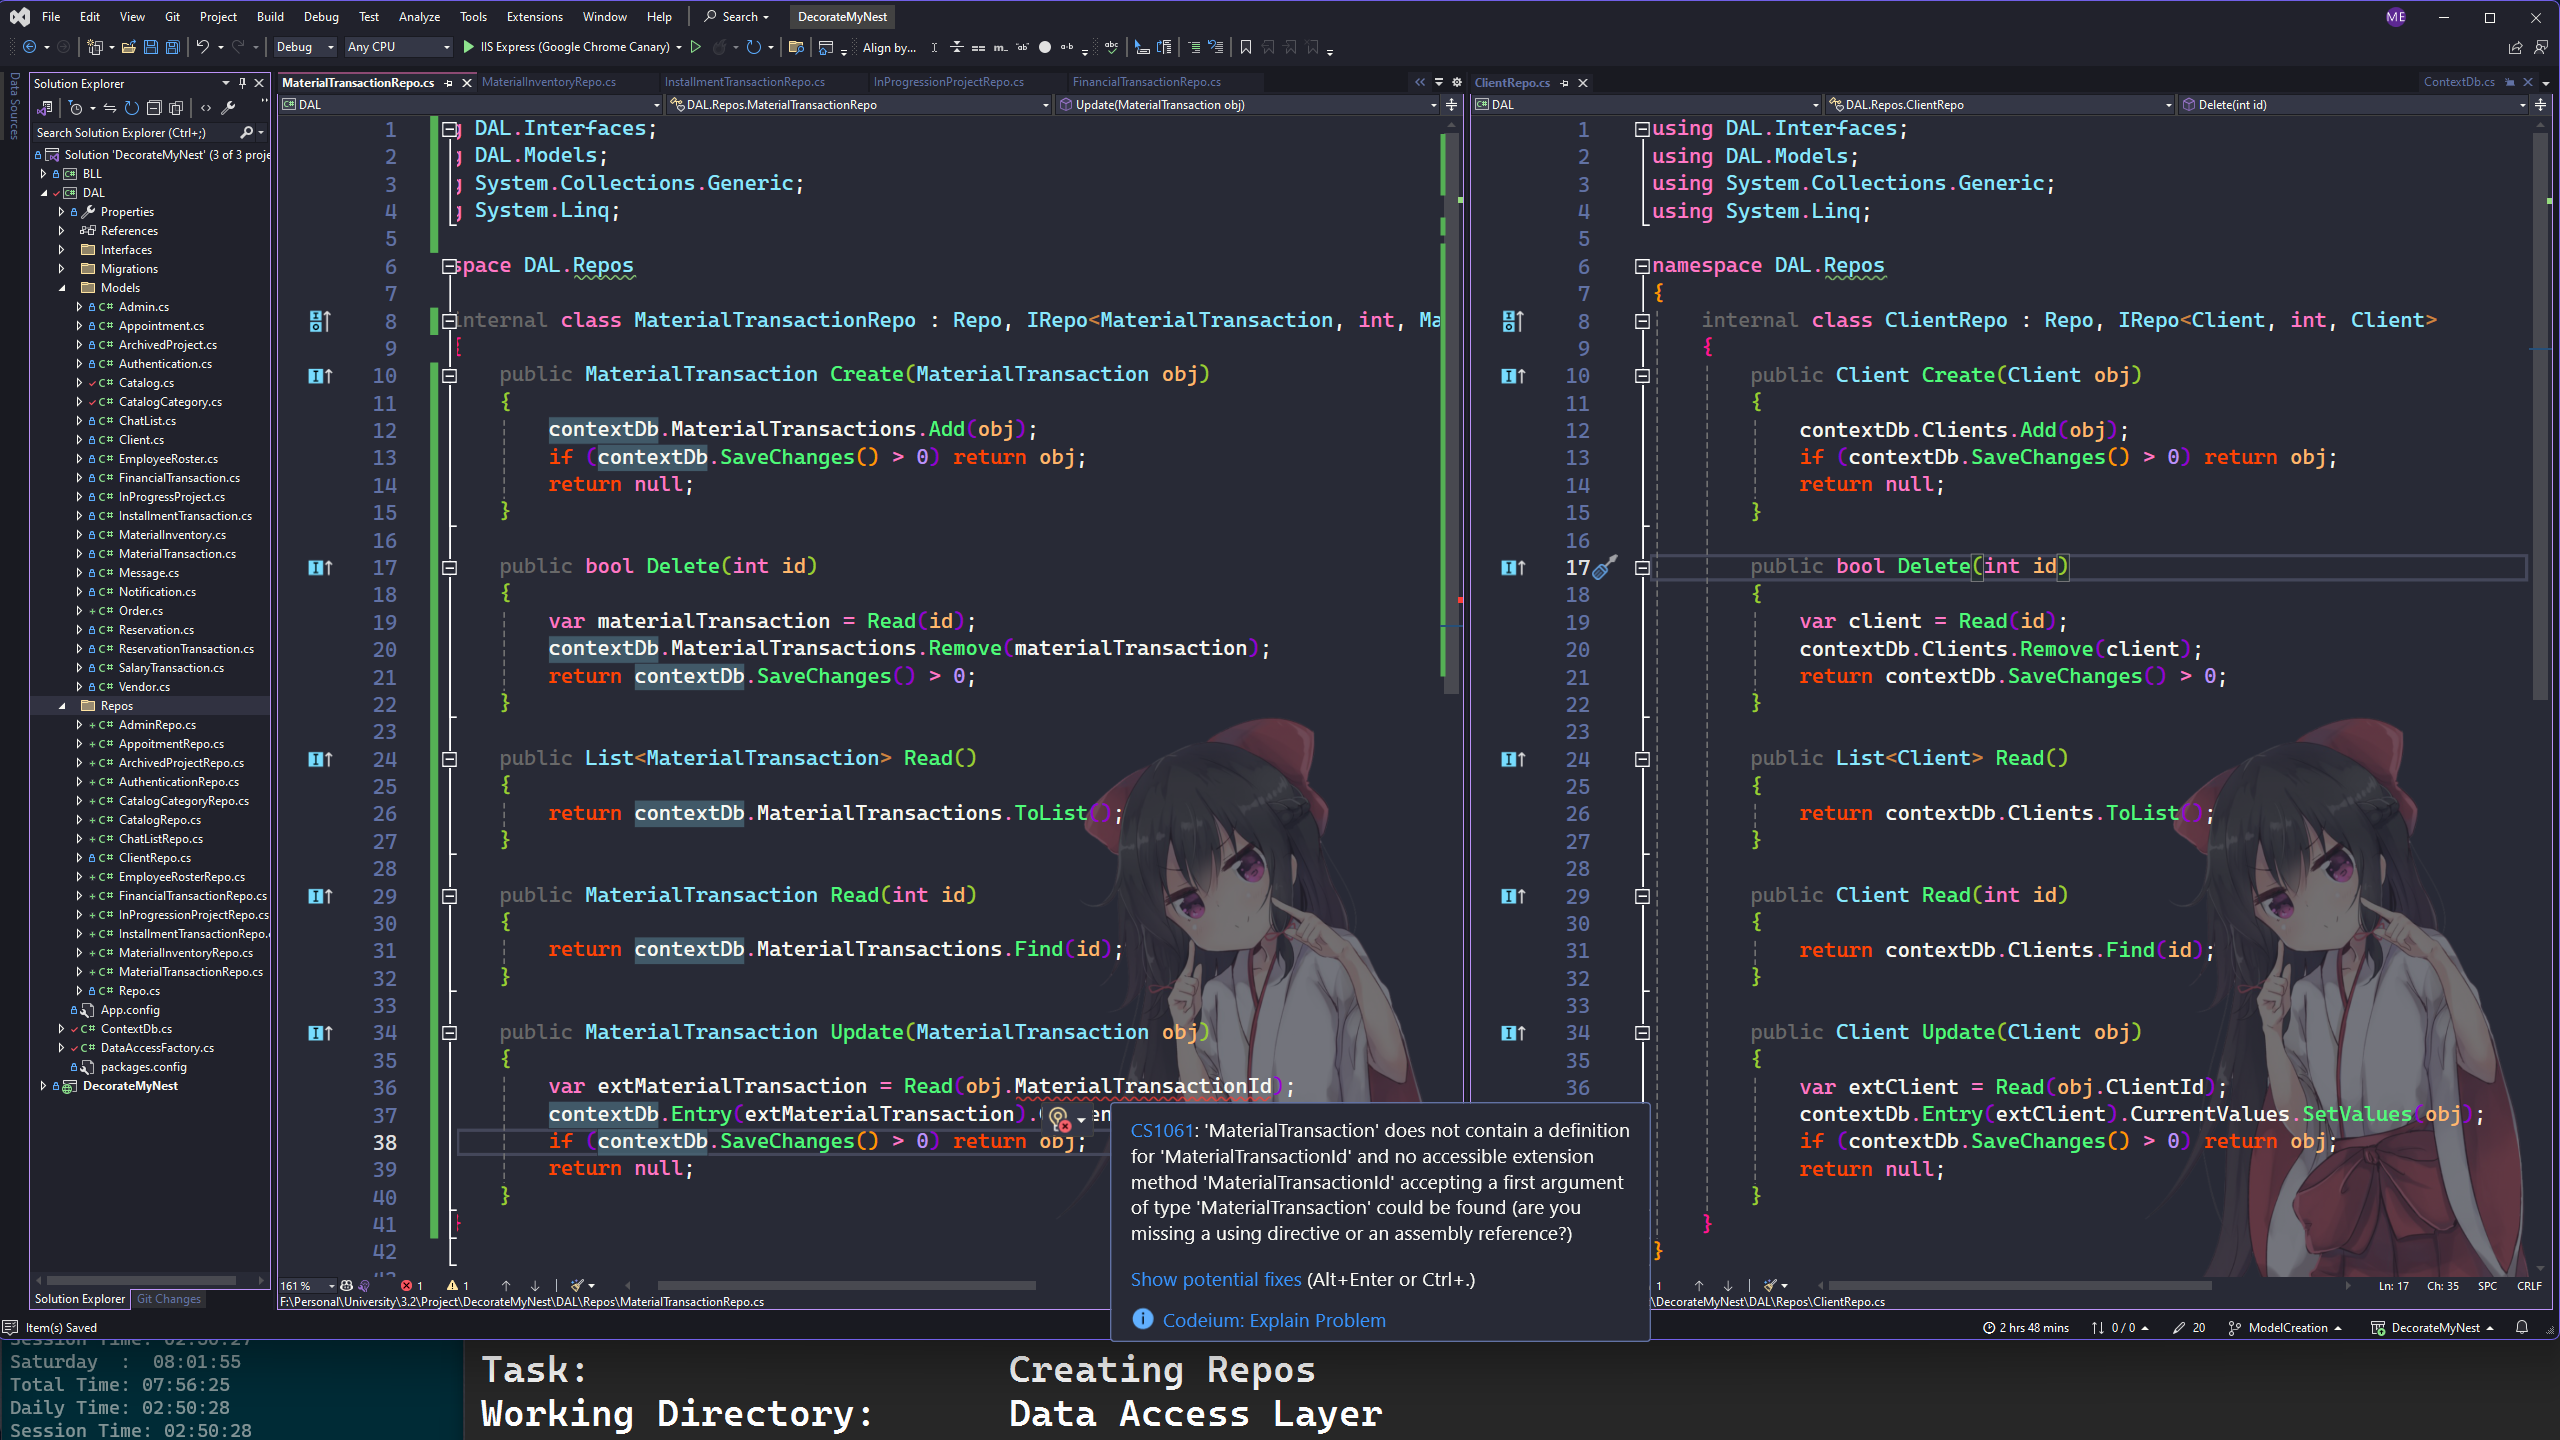 File Edit View Git Project Build Debug Test Analyze Tools Extensions Window Help Search DecorateMyNest ME
Debug Any CPU IIS Express (Google Chrome Canary) Align by...
Data Sources
Solution Explorer
Search Solution Explorer (Ctrl+;)
Solution 'DecorateMyNest' (3 of 3 proje
BLL
DAL
Properties
References
Interfaces
Migrations
Models
C# Admin.cs
C# Appointment.cs
C# ArchivedProject.cs
C# Authentication.cs
C# Catalog.cs
C# CatalogCategory.cs
C# ChatList.cs
C# Client.cs
C# EmployeeRoster.cs
C# FinancialTransaction.cs
C# InProgressProject.cs
C# InstallmentTransaction.cs
C# MaterialInventory.cs
C# MaterialTransaction.cs
C# Message.cs
C# Notification.cs
C# Order.cs
C# Reservation.cs
C# ReservationTransaction.cs
C# SalaryTransaction.cs
C# Vendor.cs
Repos
C# AdminRepo.cs
C# AppoitmentRepo.cs
C# ArchivedProjectRepo.cs
C# AuthenticationRepo.cs
C# CatalogCategoryRepo.cs
C# CatalogRepo.cs
C# ChatListRepo.cs
C# ClientRepo.cs
C# EmployeeRosterRepo.cs
C# FinancialTransactionRepo.cs
C# InProgressionProjectRepo.cs
C# InstallmentTransactionRepo.
C# MaterialInventoryRepo.cs
C# MaterialTransactionRepo.cs
C# Repo.cs
App.config
C# ContextDb.cs
C# DataAccessFactory.cs
packages.config
DecorateMyNest
Solution Explorer Git Changes
MaterialTransactionRepo.cs MaterialInventoryRepo.cs InstallmentTransactionRepo.cs InProgressionProjectRepo.cs FinancialTransactionRepo.cs
DAL DAL.Repos.MaterialTransactionRepo Update(MaterialTransaction obj)
1 g DAL.Interfaces;
2 g DAL.Models;
3 g System.Collections.Generic;
4 g System.Linq;
5
6 space DAL.Repos
7
8 internal class MaterialTransactionRepo : Repo, IRepo<MaterialTransaction, int, Ma
9 {
10 public MaterialTransaction Create(MaterialTransaction obj)
11 {
12 contextDb.MaterialTransactions.Add(obj);
13 if (contextDb.SaveChanges() > 0) return obj;
14 return null;
15 }
16
17 public bool Delete(int id)
18 {
19 var materialTransaction = Read(id);
20 contextDb.MaterialTransactions.Remove(materialTransaction);
21 return contextDb.SaveChanges() > 0;
22 }
23
24 public List<MaterialTransaction> Read()
25 {
26 return contextDb.MaterialTransactions.ToList();
27 }
28
29 public MaterialTransaction Read(int id)
30 {
31 return contextDb.MaterialTransactions.Find(id);
32 }
33
34 public MaterialTransaction Update(MaterialTransaction obj)
35 {
36 var extMaterialTransaction = Read(obj.MaterialTransactionId);
37 contextDb.Entry(extMaterialTransaction).
38 if (contextDb.SaveChanges() > 0) return obj;
39 return null;
40 }
41 }
42
161 % 1 1
F:\Personal\University\3.2\Project\DecorateMyNest\DAL\Repos\MaterialTransactionRepo.cs
CS1061: 'MaterialTransaction' does not contain a definition
for 'MaterialTransactionId' and no accessible extension
method 'MaterialTransactionId' accepting a first argument
of type 'MaterialTransaction' could be found (are you
missing a using directive or an assembly reference?)
Show potential fixes (Alt+Enter or Ctrl+.)
Codeium: Explain Problem
ClientRepo.cs ContextDb.cs
DAL DAL.Repos.ClientRepo Delete(int id)
1 using DAL.Interfaces;
2 using DAL.Models;
3 using System.Collections.Generic;
4 using System.Linq;
5
6 namespace DAL.Repos
7 {
8 internal class ClientRepo : Repo, IRepo<Client, int, Client>
9 {
10 public Client Create(Client obj)
11 {
12 contextDb.Clients.Add(obj);
13 if (contextDb.SaveChanges() > 0) return obj;
14 return null;
15 }
16
17 public bool Delete(int id)
18 {
19 var client = Read(id);
20 contextDb.Clients.Remove(client);
21 return contextDb.SaveChanges() > 0;
22 }
23
24 public List<Client> Read()
25 {
26 return contextDb.Clients.ToList();
27 }
28
29 public Client Read(int id)
30 {
31 return contextDb.Clients.Find(id);
32 }
33
34 public Client Update(Client obj)
35 {
36 var extClient = Read(obj.ClientId);
contextDb.Entry(extClient).CurrentValues.SetValues(obj);
if (contextDb.SaveChanges() > 0) return obj;
return null;
}
}
}
1 Ln: 17 Ch: 35 SPC CRLF
\DecorateMyNest\DAL\Repos\ClientRepo.cs
Item(s) Saved 2 hrs 48 mins 0 / 0 20 ModelCreation DecorateMyNest
Session Time: 02:50:27
Saturday : 08:01:55
Total Time: 07:56:25
Daily Time: 02:50:28
Session Time: 02:50:28
Task: Creating Repos
Working Directory: Data Access Layer